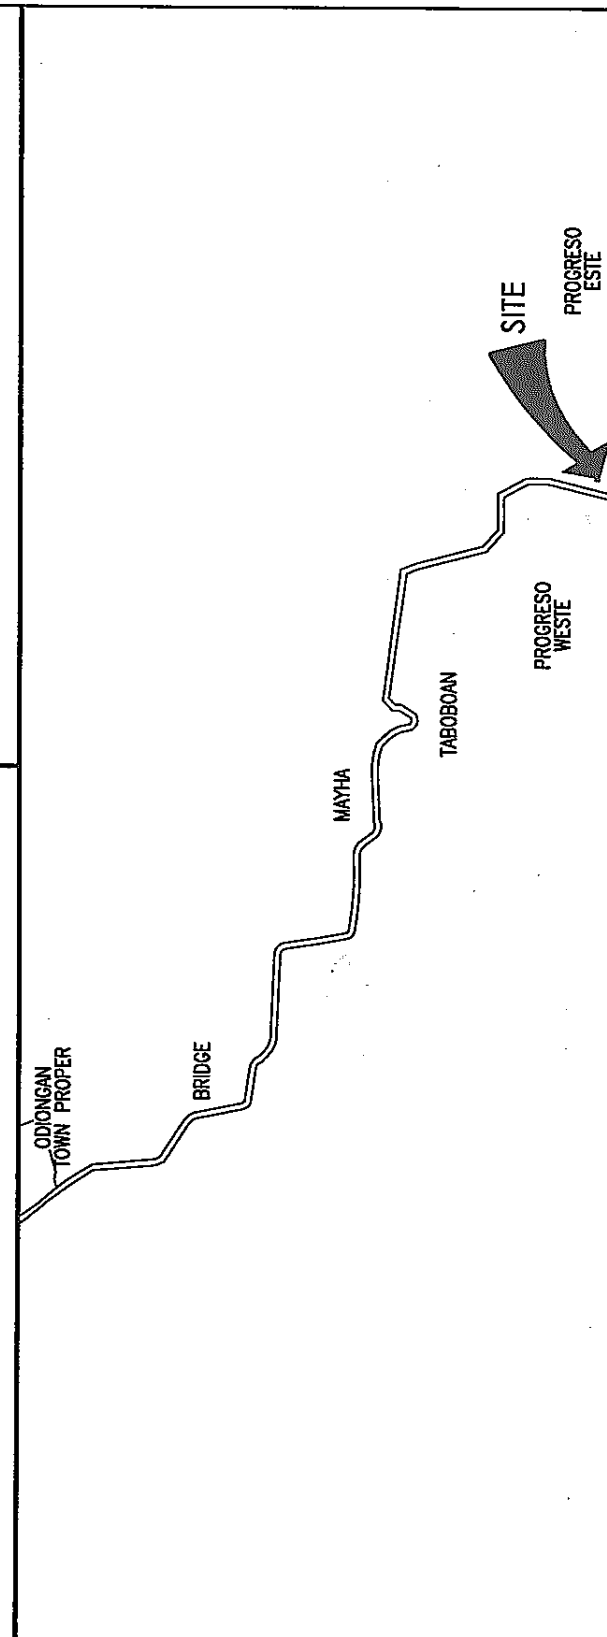 ODIONGAN
TOWN PROPER
BRIDGE
MAYHA
TABOBOAN
PROGRESO
WESTE
SITE
PROGRESO
ESTE